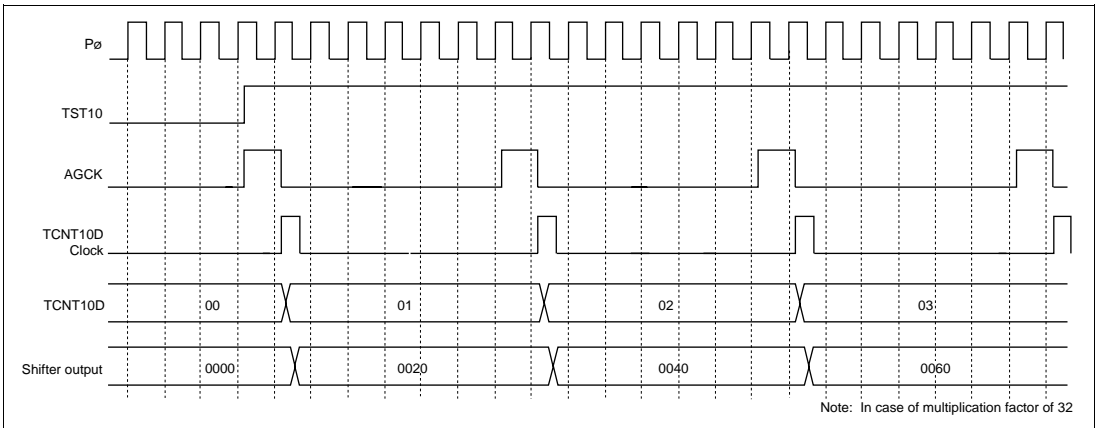 Pø
TST10
AGCK
TCNT10D
Clock
TCNT10D 00 01 02 03
Shifter output 0000 0020 0040 0060
Note: In case of multiplication factor of 32